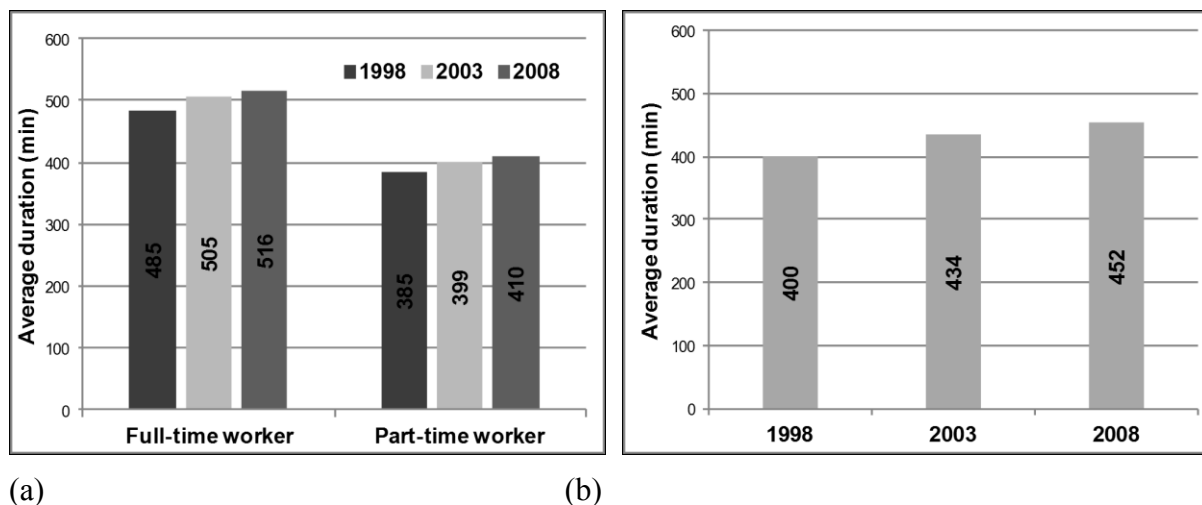 600
500
400
300
200
100
0
Average duration (min)
1998 2003 2008
485 505 516 385 399 410
Full-time worker Part-time worker
(a)
600
500
400
300
200
100
0
Average duration (min)
400 434 452
1998 2003 2008
(b)